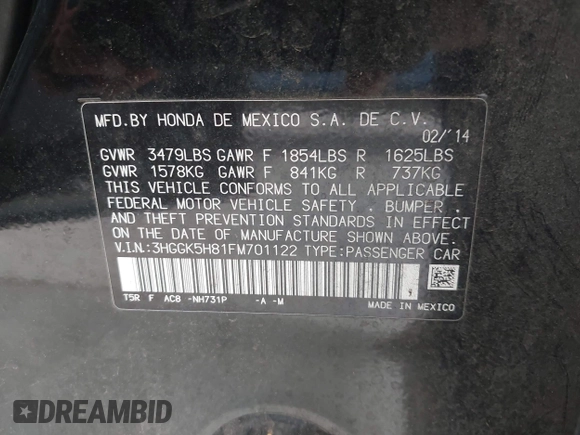 MFD.BY HONDA DE MEXICO S.A. DE C.V.
02/'14
GVWR 3479LBS GAWR F 1854LBS R 1625LBS
GVWR 1578KG GAWR F 841KG R 737KG
THIS VEHICLE CONFORMS TO ALL APPLICABLE
FEDERAL MOTOR VEHICLE SAFETY , BUMPER ,
AND THEFT PREVENTION STANDARDS IN EFFECT
ON THE DATE OF MANUFACTURE SHOWN ABOVE.
V.I.N:3HGGK5H81FM701122 TYPE:PASSENGER CAR
T5R F AC8 -NH731P -A -M MADE IN MEXICO
DREAMBID